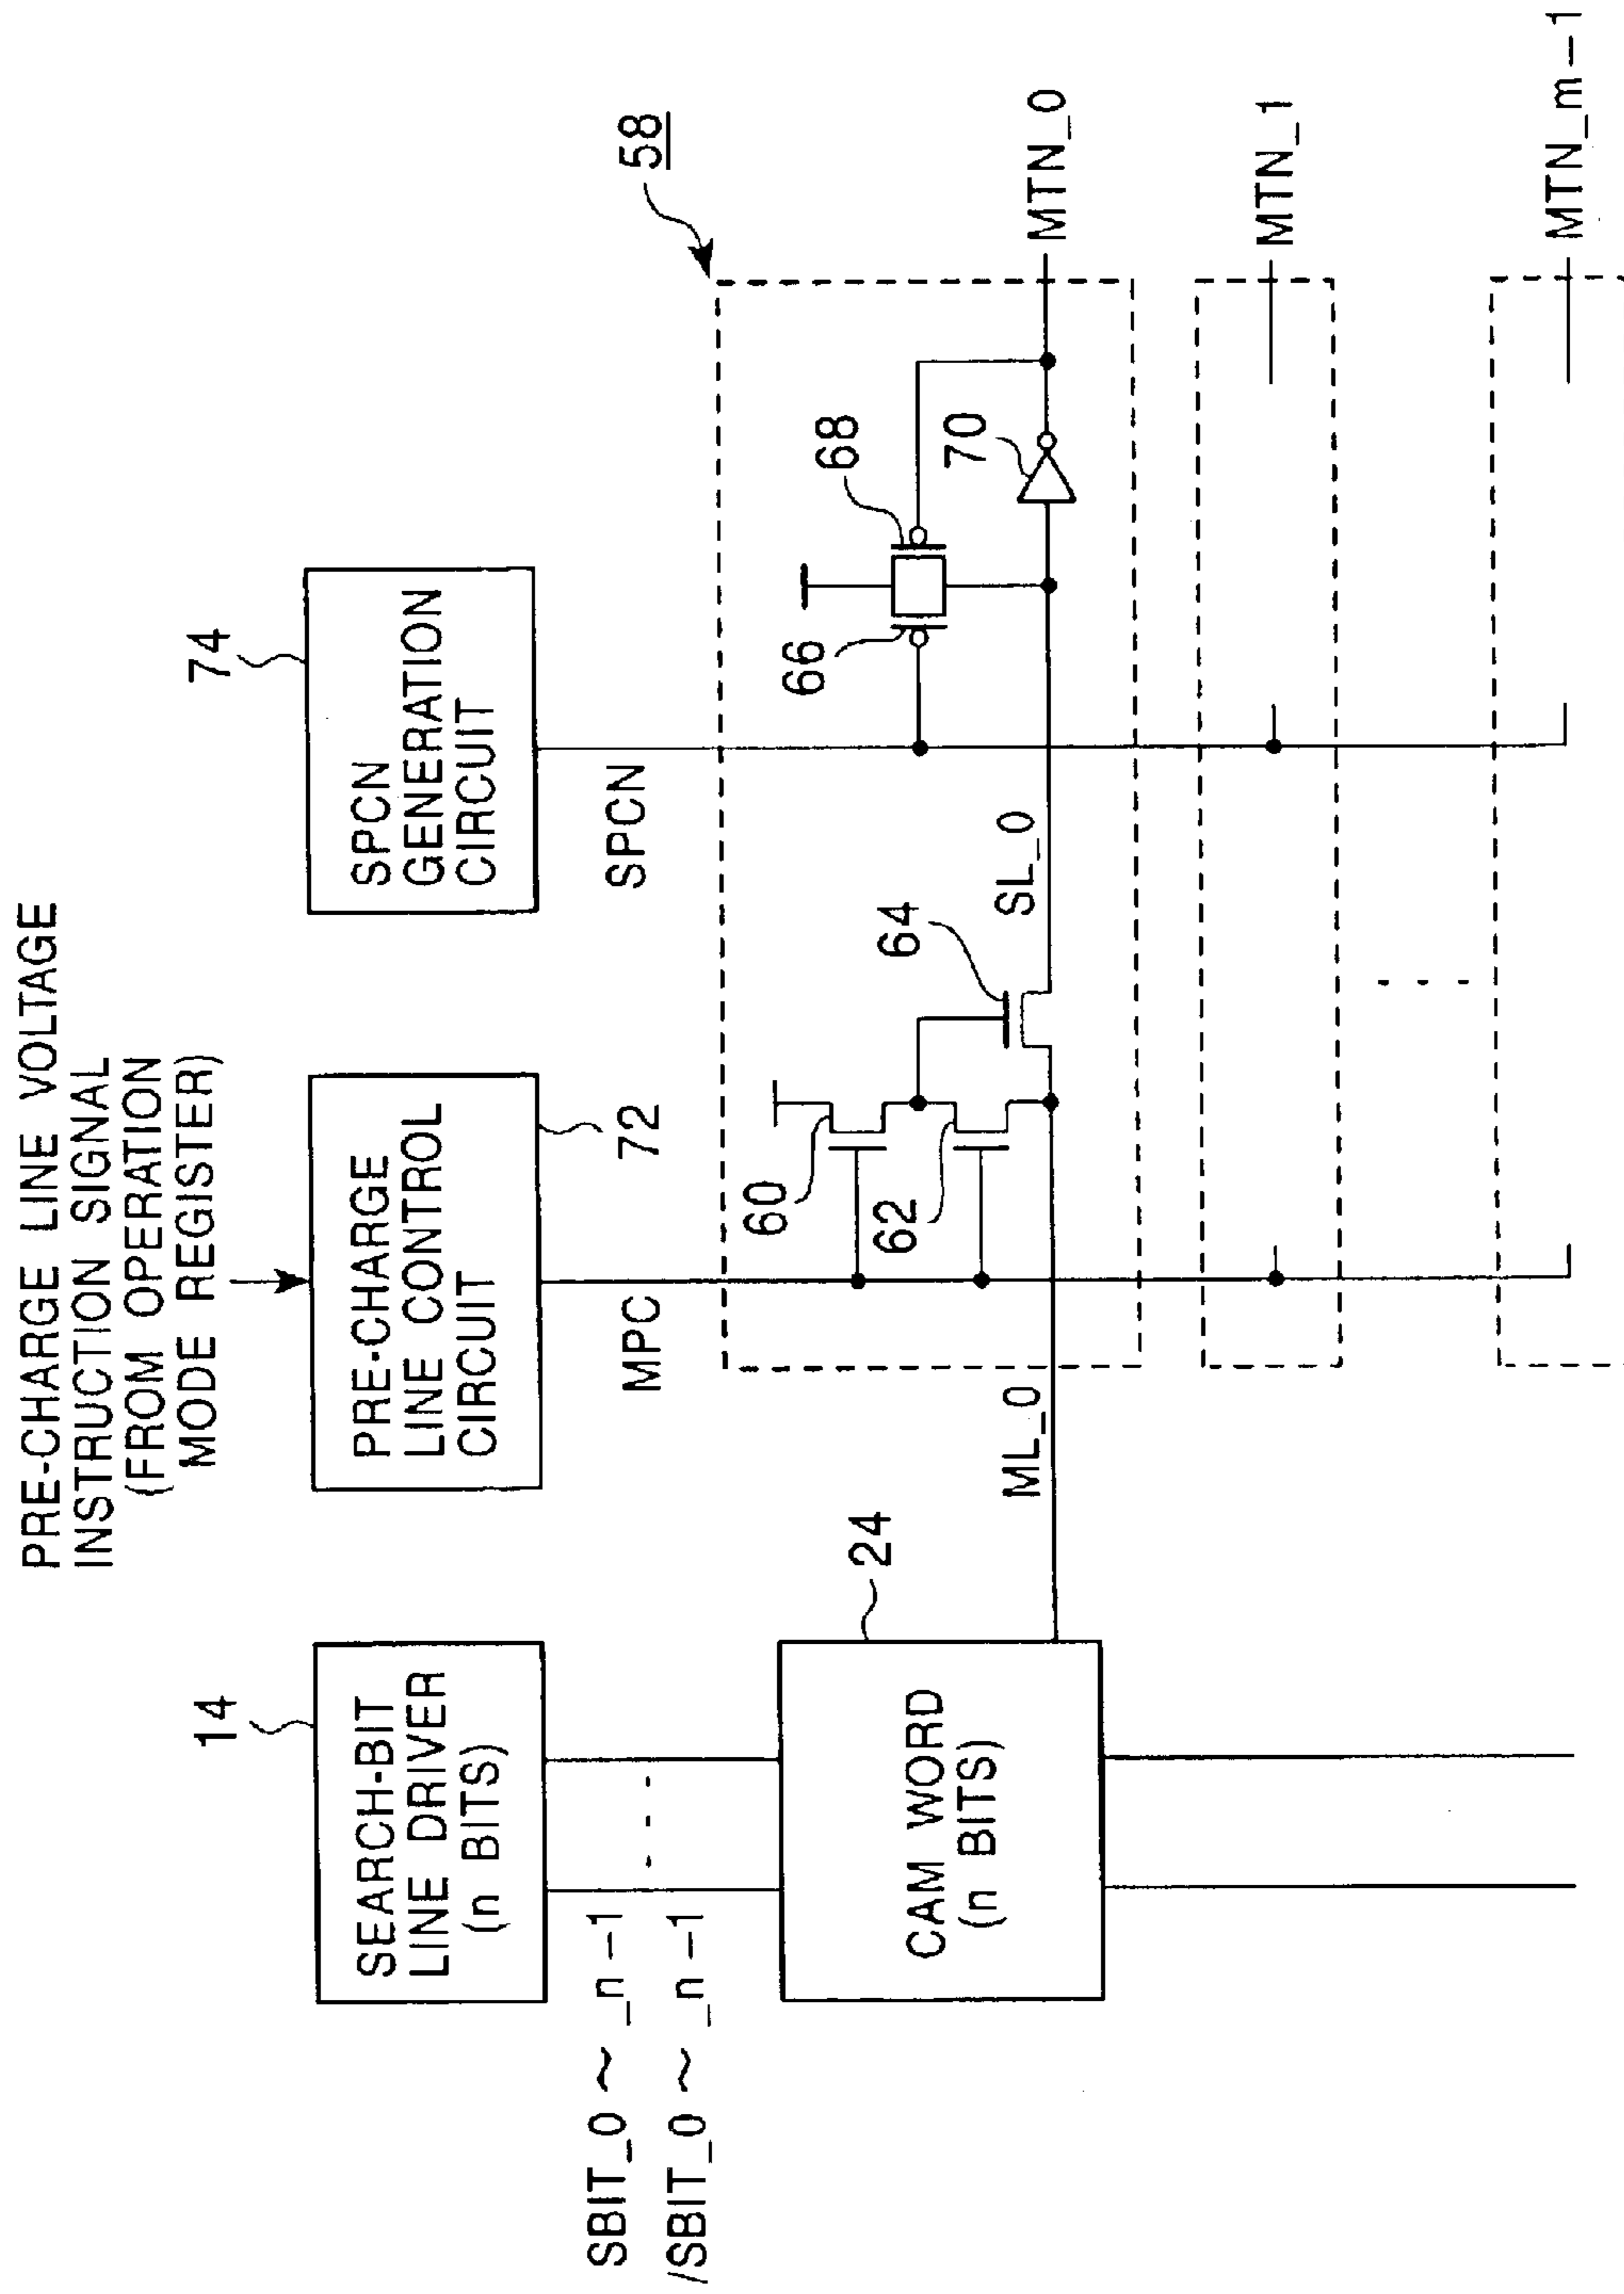 PRE-CHARGE LINE VOLTAGE
INSTRUCTION SIGNAL
(FROM OPERATION
MODE REGISTER)
14
SEARCH-BIT
LINE DRIVER
(n BITS)
72
PRE-CHARGE
LINE CONTROL
CIRCUIT
74
SPCN
GENERATION
CIRCUIT
SBIT_0 ~ _n-1
/SBIT_0 ~ _n-1
MPC
SPCN
58
24
CAM WORD
(n BITS)
ML_0
60
62
64
SL_0
66
68
70
MTN_0
MTN_1
MTN_m-1